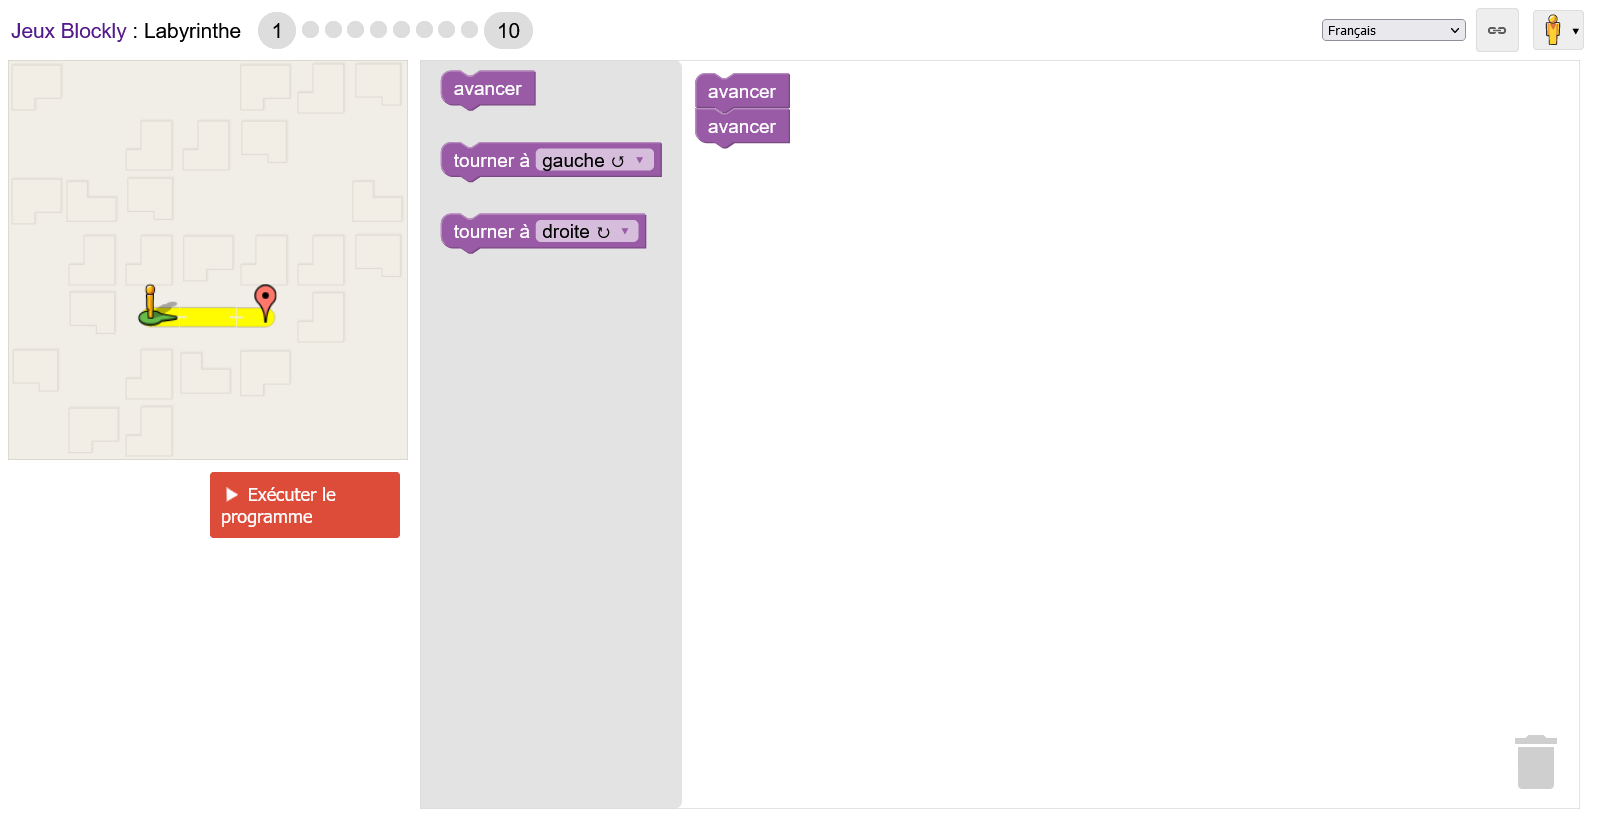 Jeux Blockly : Labyrinthe 1 10
Français
avancer
tourner à gauche ↺
tourner à droite ↻
avancer
avancer
Exécuter le
programme